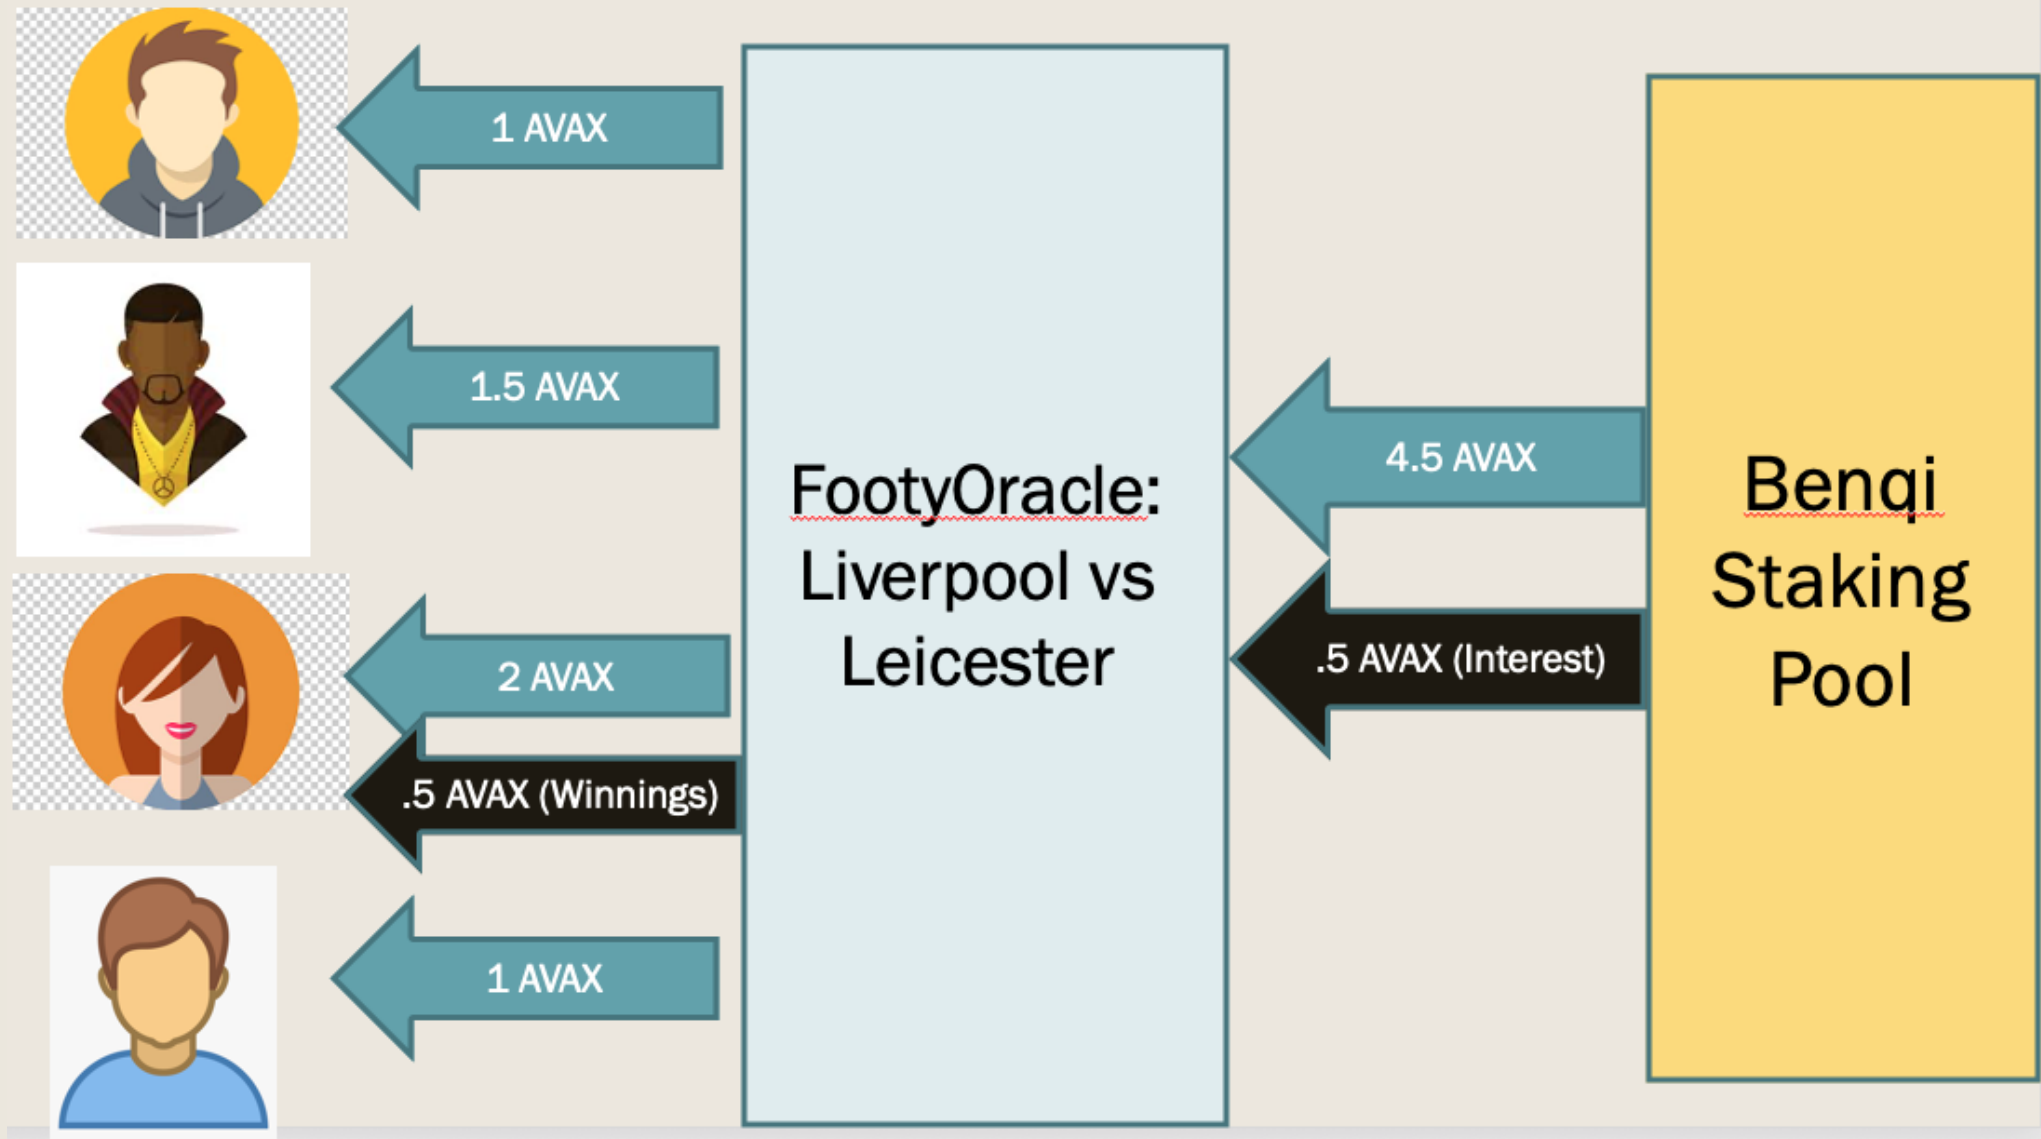 1 AVAX
1.5 AVAX
2 AVAX
.5 AVAX (Winnings)
1 AVAX
FootyOracle:
Liverpool vs
Leicester
4.5 AVAX
.5 AVAX (Interest)
Benqi
Staking
Pool